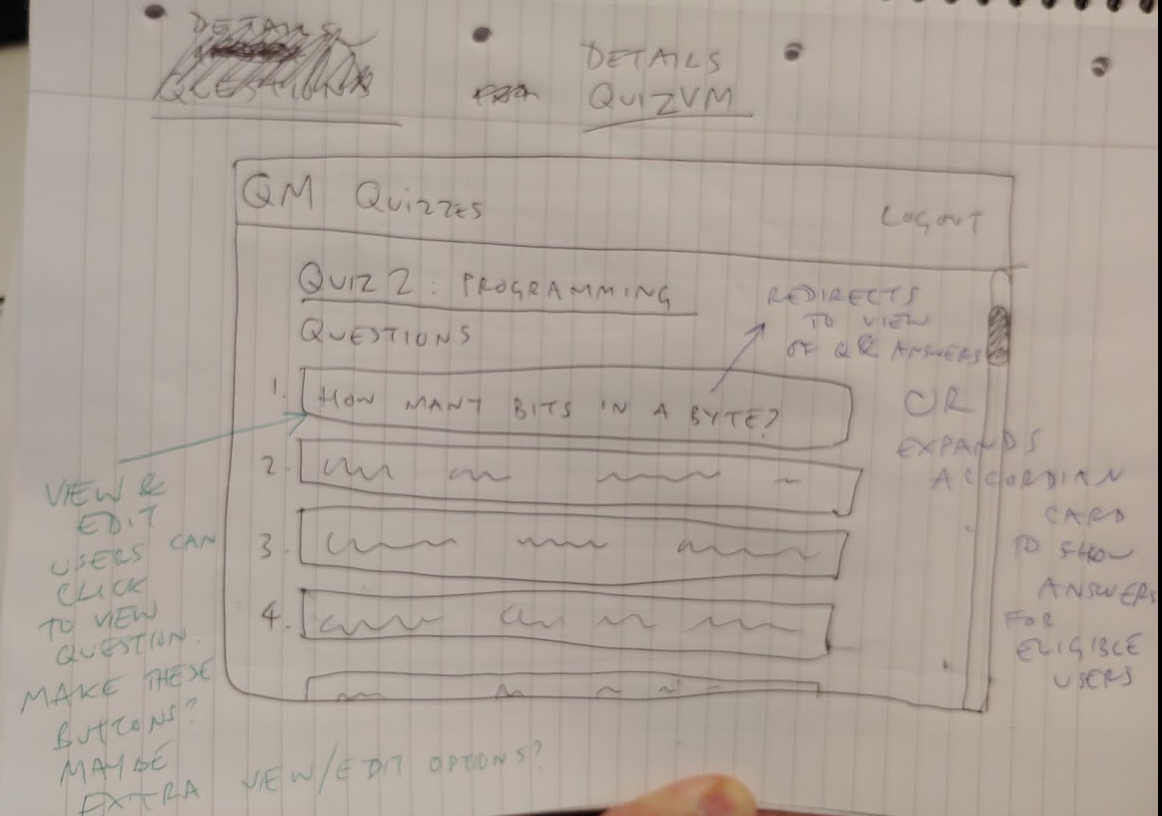 DETAILS
QUESTIONS
DETAILS
QUIZVM
QM QUIZZES
LOGOUT
QUIZ 2: PROGRAMMING
QUESTIONS
1. HOW MANY BITS IN A BYTE?
2.
3.
4.
REDIRECTS
TO VIEW
OF Q & ANSWERS
OR
EXPANDS
ACCORDIAN
CARD
TO SHOW
ANSWERS
FOR
ELIGIBLE
USERS
VIEW &
EDIT
USERS CAN
CLICK
TO VIEW
QUESTION.
MAKE THESE
BUTTONS?
MAYBE
EXTRA VIEW/EDIT OPTIONS?